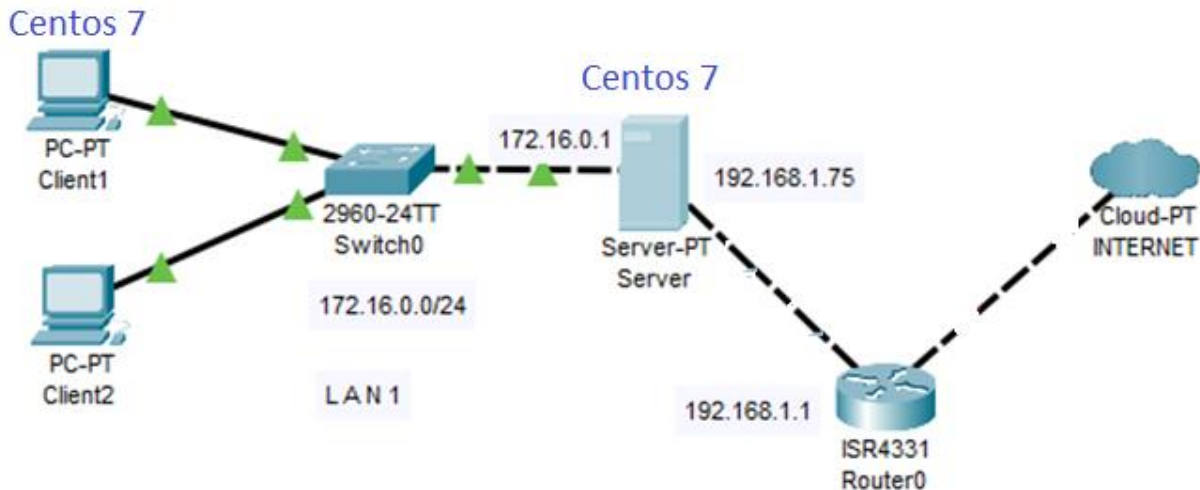 Centos 7
PC-PT
Client1
2960-24TT
Switch0
PC-PT
Client2
172.16.0.0/24
L A N 1
Centos 7
172.16.0.1
192.168.1.75
Server-PT
Server
192.168.1.1
ISR4331
Router0
Cloud-PT
INTERNET